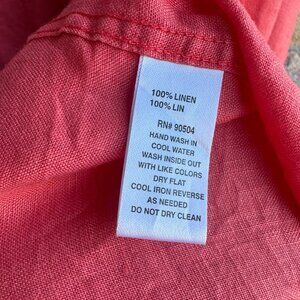 100% LINEN
100% LIN
RN# 90504
HAND WASH IN
COOL WATER
WASH INSIDE OUT
WITH LIKE COLORS
DRY FLAT
COOL IRON REVERSE
AS NEEDED
DO NOT DRY CLEAN